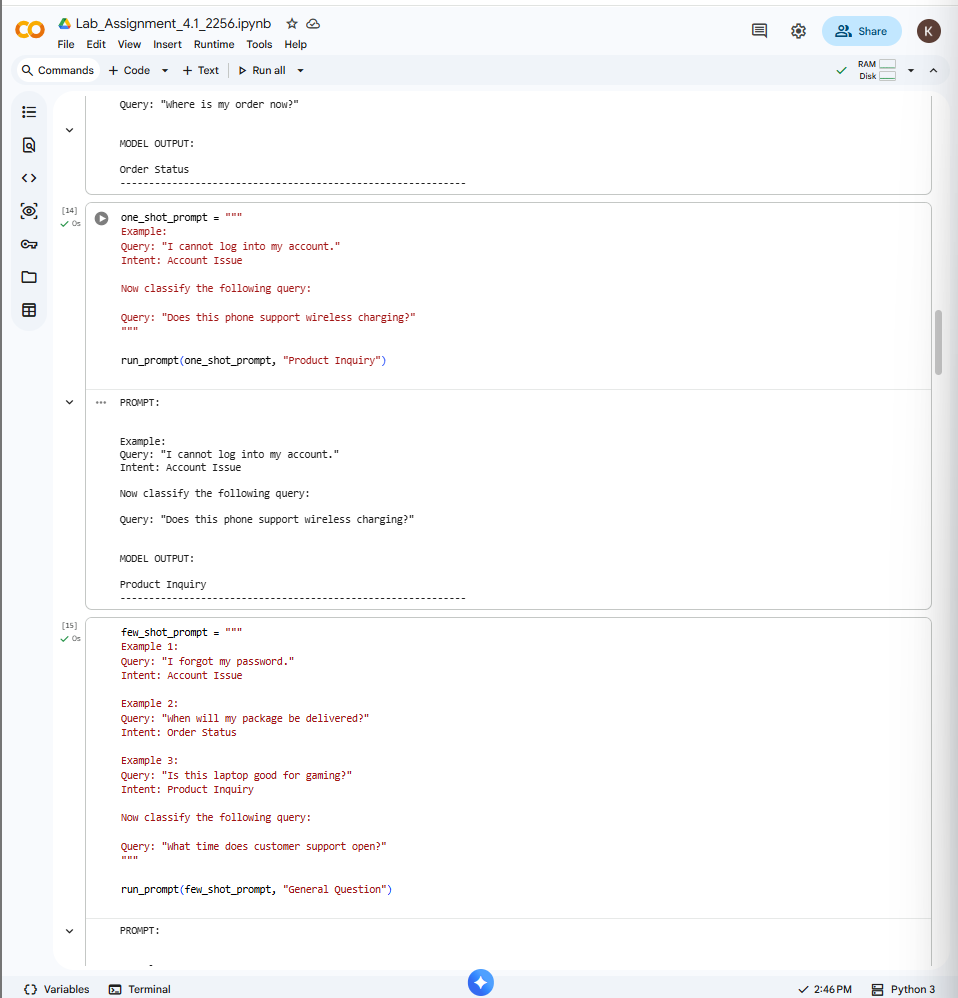 Lab_Assignment_4.1_2256.ipynb
File Edit View Insert Runtime Tools Help
Share
K
Commands + Code + Text Run all
RAM
Disk
Query: "Where is my order now?"
MODEL OUTPUT:
Order Status
------------------------------------------------------------
[14]
0s
one_shot_prompt = """
Example:
Query: "I cannot log into my account."
Intent: Account Issue
Now classify the following query:
Query: "Does this phone support wireless charging?"
"""
run_prompt(one_shot_prompt, "Product Inquiry")
PROMPT:
Example:
Query: "I cannot log into my account."
Intent: Account Issue
Now classify the following query:
Query: "Does this phone support wireless charging?"
MODEL OUTPUT:
Product Inquiry
------------------------------------------------------------
[15]
0s
few_shot_prompt = """
Example 1:
Query: "I forgot my password."
Intent: Account Issue
Example 2:
Query: "When will my package be delivered?"
Intent: Order Status
Example 3:
Query: "Is this laptop good for gaming?"
Intent: Product Inquiry
Now classify the following query:
Query: "What time does customer support open?"
"""
run_prompt(few_shot_prompt, "General Question")
PROMPT:
{} Variables Terminal
2:46 PM Python 3